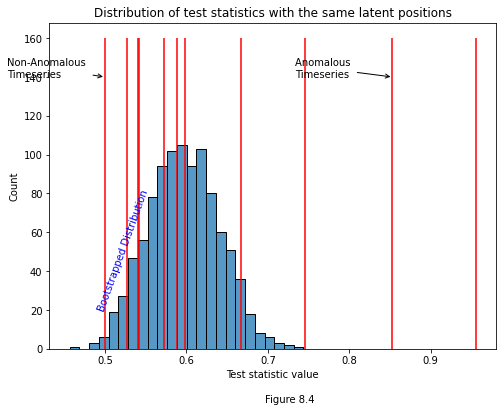 Distribution of test statistics with the same latent positions
160
140
120
100
80
60
40
20
0
Count
Non-Anomalous
Timeseries
Anomalous
Timeseries
Bootstrapped Distribution
0.5 0.6 0.7 0.8 0.9
Test statistic value
Figure 8.4